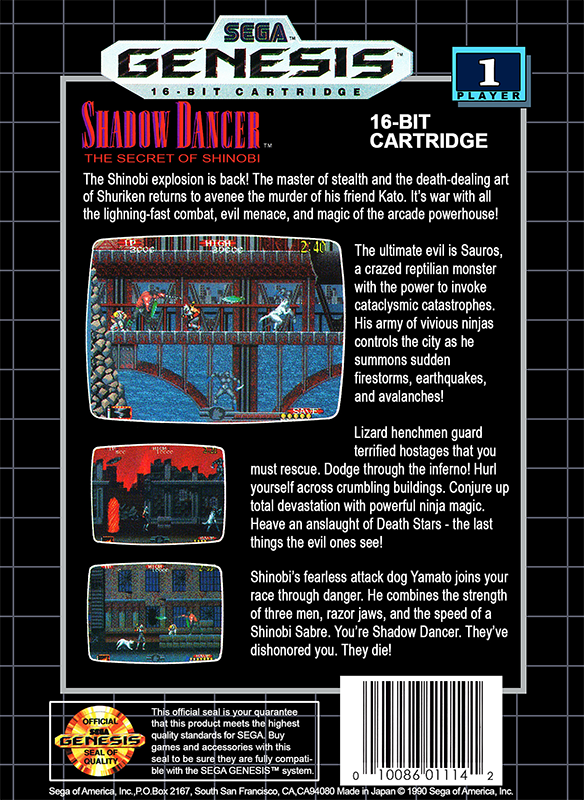 SEGA™
GENESIS
16-BIT CARTRIDGE
1
PLAYER
SHADOW DANCER™
THE SECRET OF SHINOBI
16-BIT
CARTRIDGE
The Shinobi explosion is back! The master of stealth and the death-dealing art
of Shuriken returns to avenee the murder of his friend Kato. It's war with all
the lighning-fast combat, evil menace, and magic of the arcade powerhouse!
1P HIGH 2:40
The ultimate evil is Sauros,
a crazed reptilian monster
with the power to invoke
cataclysmic catastrophes.
His army of vivious ninjas
controls the city as he
summons sudden
firestorms, earthquakes,
and avalanches!
Lizard henchmen guard
terrified hostages that you
must rescue. Dodge through the inferno! Hurl
yourself across crumbling buildings. Conjure up
total devastation with powerful ninja magic.
Heave an anslaught of Death Stars - the last
things the evil ones see!
Shinobi's fearless attack dog Yamato joins your
race through danger. He combines the strength
of three men, razor jaws, and the speed of a
Shinobi Sabre. You're Shadow Dancer. They've
dishonored you. They die!
OFFICIAL
SEGA
GENESIS
SEAL OF
QUALITY
This official seal is your quarantee
that this product meets the highest
quality standards for SEGA. Buy
games and accessories with this
seal to be sure they are fully compati-
ble with the SEGA GENESIS™ system.
0 10086 01114 2
Sega of America, Inc.,P.O.Box 2167, South San Francisco, CA,CA94080 Made in Japan © 1990 Sega of America, Inc.